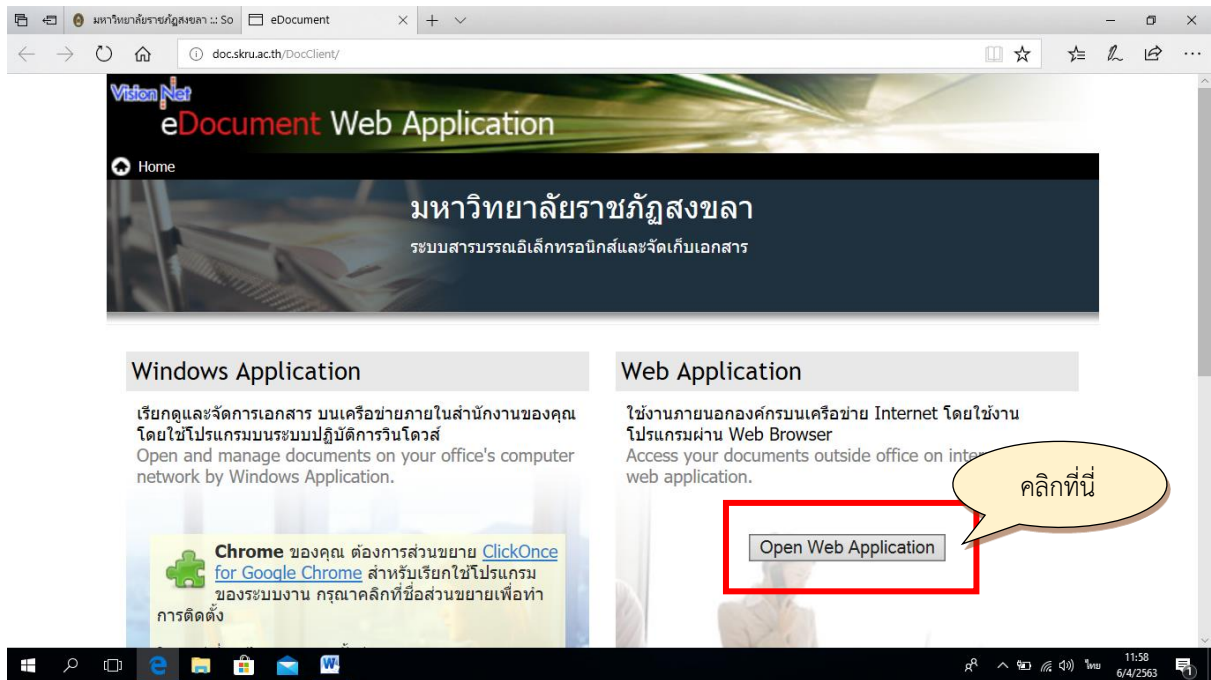 มหาวิทยาลัยราชภัฏสงขลา ::: So
eDocument
doc.skru.ac.th/DocClient/
Vision Net
eDocument Web Application
Home
มหาวิทยาลัยราชภัฏสงขลา
ระบบสารบรรณอิเล็กทรอนิกส์และจัดเก็บเอกสาร
Windows Application
เรียกดูและจัดการเอกสาร บนเครือข่ายภายในสำนักงานของคุณ
โดยใช้โปรแกรมบนระบบปฏิบัติการวินโดวส์
Open and manage documents on your office's computer
network by Windows Application.
Chrome ของคุณ ต้องการส่วนขยาย ClickOnce
for Google Chrome สำหรับเรียกใช้โปรแกรม
ของระบบงาน กรุณาคลิกที่ชื่อส่วนขยายเพื่อทำ
การติดตั้ง
Web Application
ใช้งานภายนอกองค์กรบนเครือข่าย Internet โดยใช้งาน
โปรแกรมผ่าน Web Browser
Access your documents outside office on
web application.
คลิกที่นี่
Open Web Application
ไทย
11:58
6/4/2563